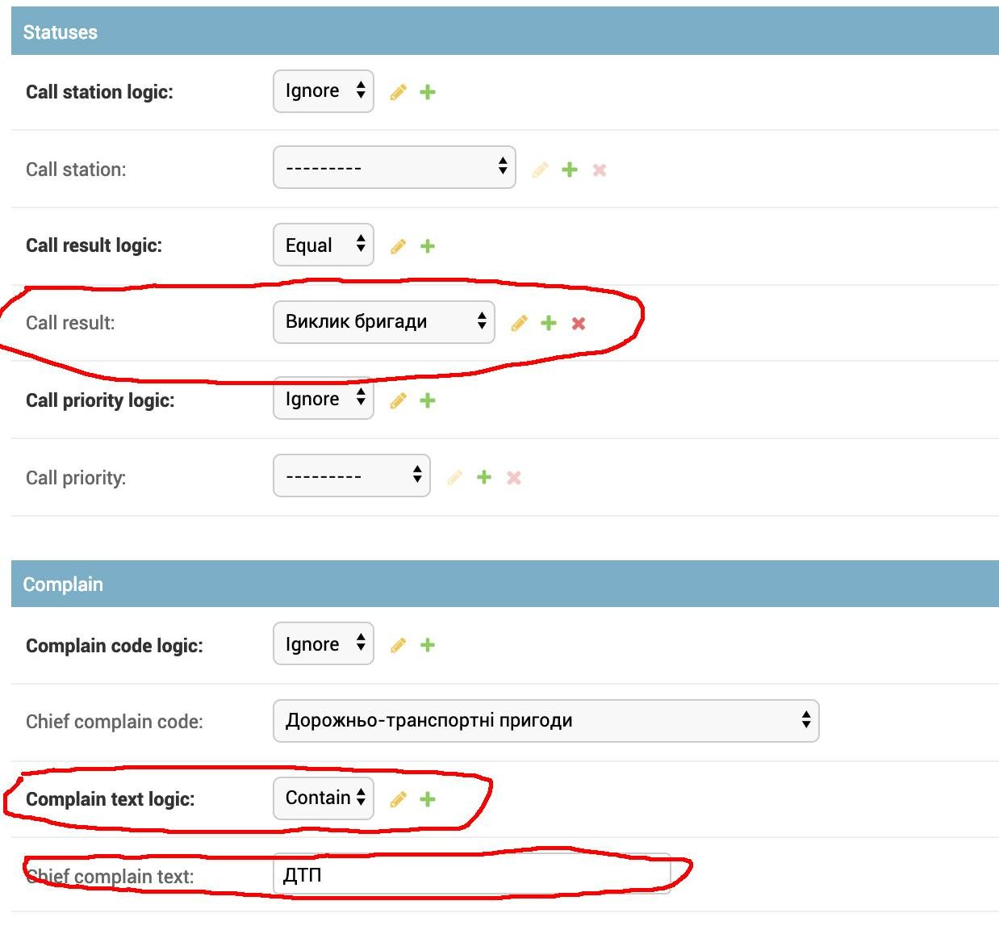 Statuses
Call station logic: Ignore
Call station: ---------
Call result logic: Equal
Call result: Виклик бригади
Call priority logic: Ignore
Call priority: ---------
Complain
Complain code logic: Ignore
Chief complain code: Дорожньо-транспортні пригоди
Complain text logic: Contain
Chief complain text: ДТП